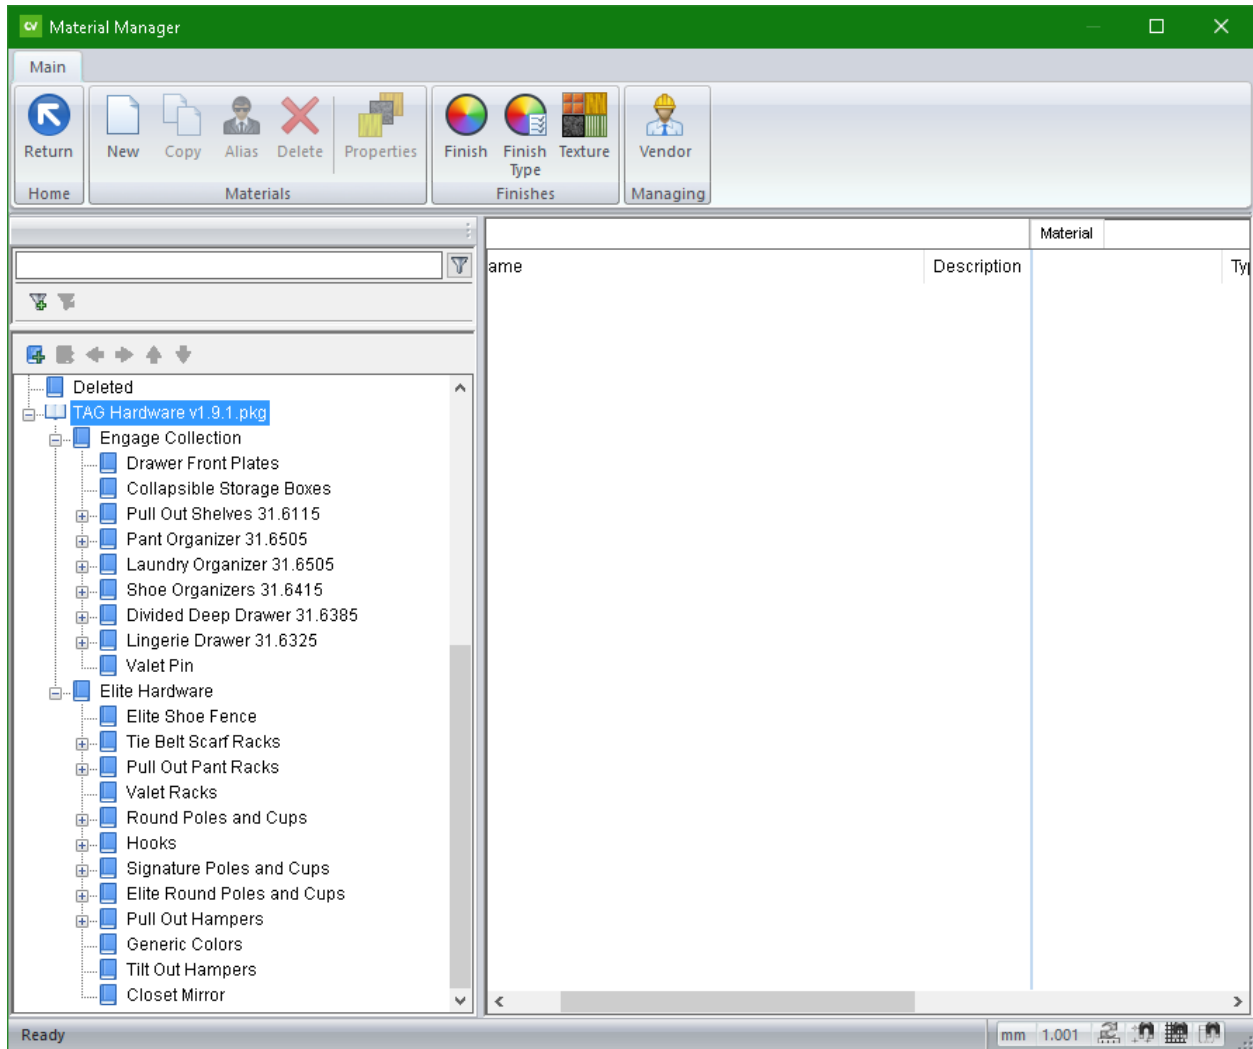 CV Material Manager
Main
Return New Copy Alias Delete Properties Finish Finish Type Texture Vendor
Home Materials Finishes Managing
Material
ame Description Ty
Deleted
TAG Hardware v1.9.1.pkg
Engage Collection
Drawer Front Plates
Collapsible Storage Boxes
Pull Out Shelves 31.6115
Pant Organizer 31.6505
Laundry Organizer 31.6505
Shoe Organizers 31.6415
Divided Deep Drawer 31.6385
Lingerie Drawer 31.6325
Valet Pin
Elite Hardware
Elite Shoe Fence
Tie Belt Scarf Racks
Pull Out Pant Racks
Valet Racks
Round Poles and Cups
Hooks
Signature Poles and Cups
Elite Round Poles and Cups
Pull Out Hampers
Generic Colors
Tilt Out Hampers
Closet Mirror
Ready mm 1.001